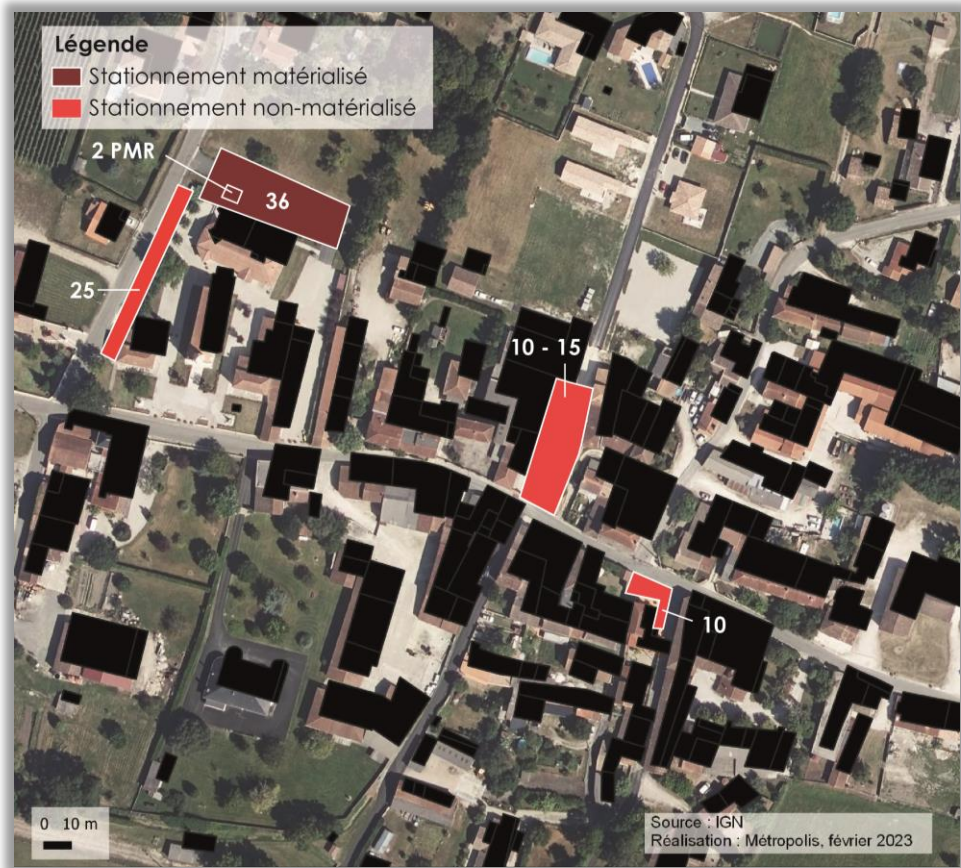 Légende
Stationnement matérialisé
Stationnement non-matérialisé
2 PMR
36
25
10 - 15
10
0 10 m
Source : IGN
Réalisation : Métropolis, février 2023